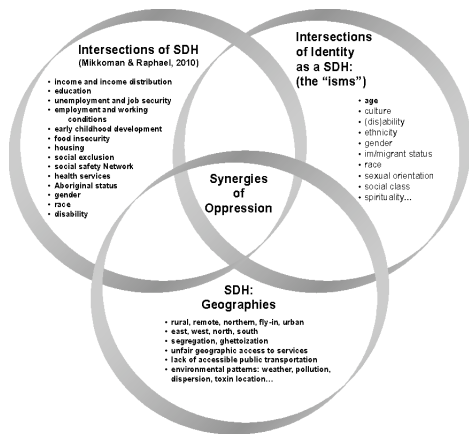 Intersections of SDH
(Mikkoman & Raphael, 2010)
• income and income distribution
• education
• unemployment and job security
• employment and working
conditions
• early childhood development
• food insecurity
• housing
• social exclusion
• social safety Network
• health services
• Aboriginal status
• gender
• race
• disability
Intersections
of Identity
as a SDH:
(the “isms”)
• age
• culture
• (dis)ability
• ethnicity
• gender
• im/migrant status
• race
• sexual orientation
• social class
• spirituality...
Synergies
of
Oppression
SDH:
Geographies
• rural, remote, northern, fly-in, urban
• east, west, north, south
• segregation, ghettoization
• unfair geographic access to services
• lack of accessible public transportation
• environmental patterns: weather, pollution,
dispersion, toxin location...